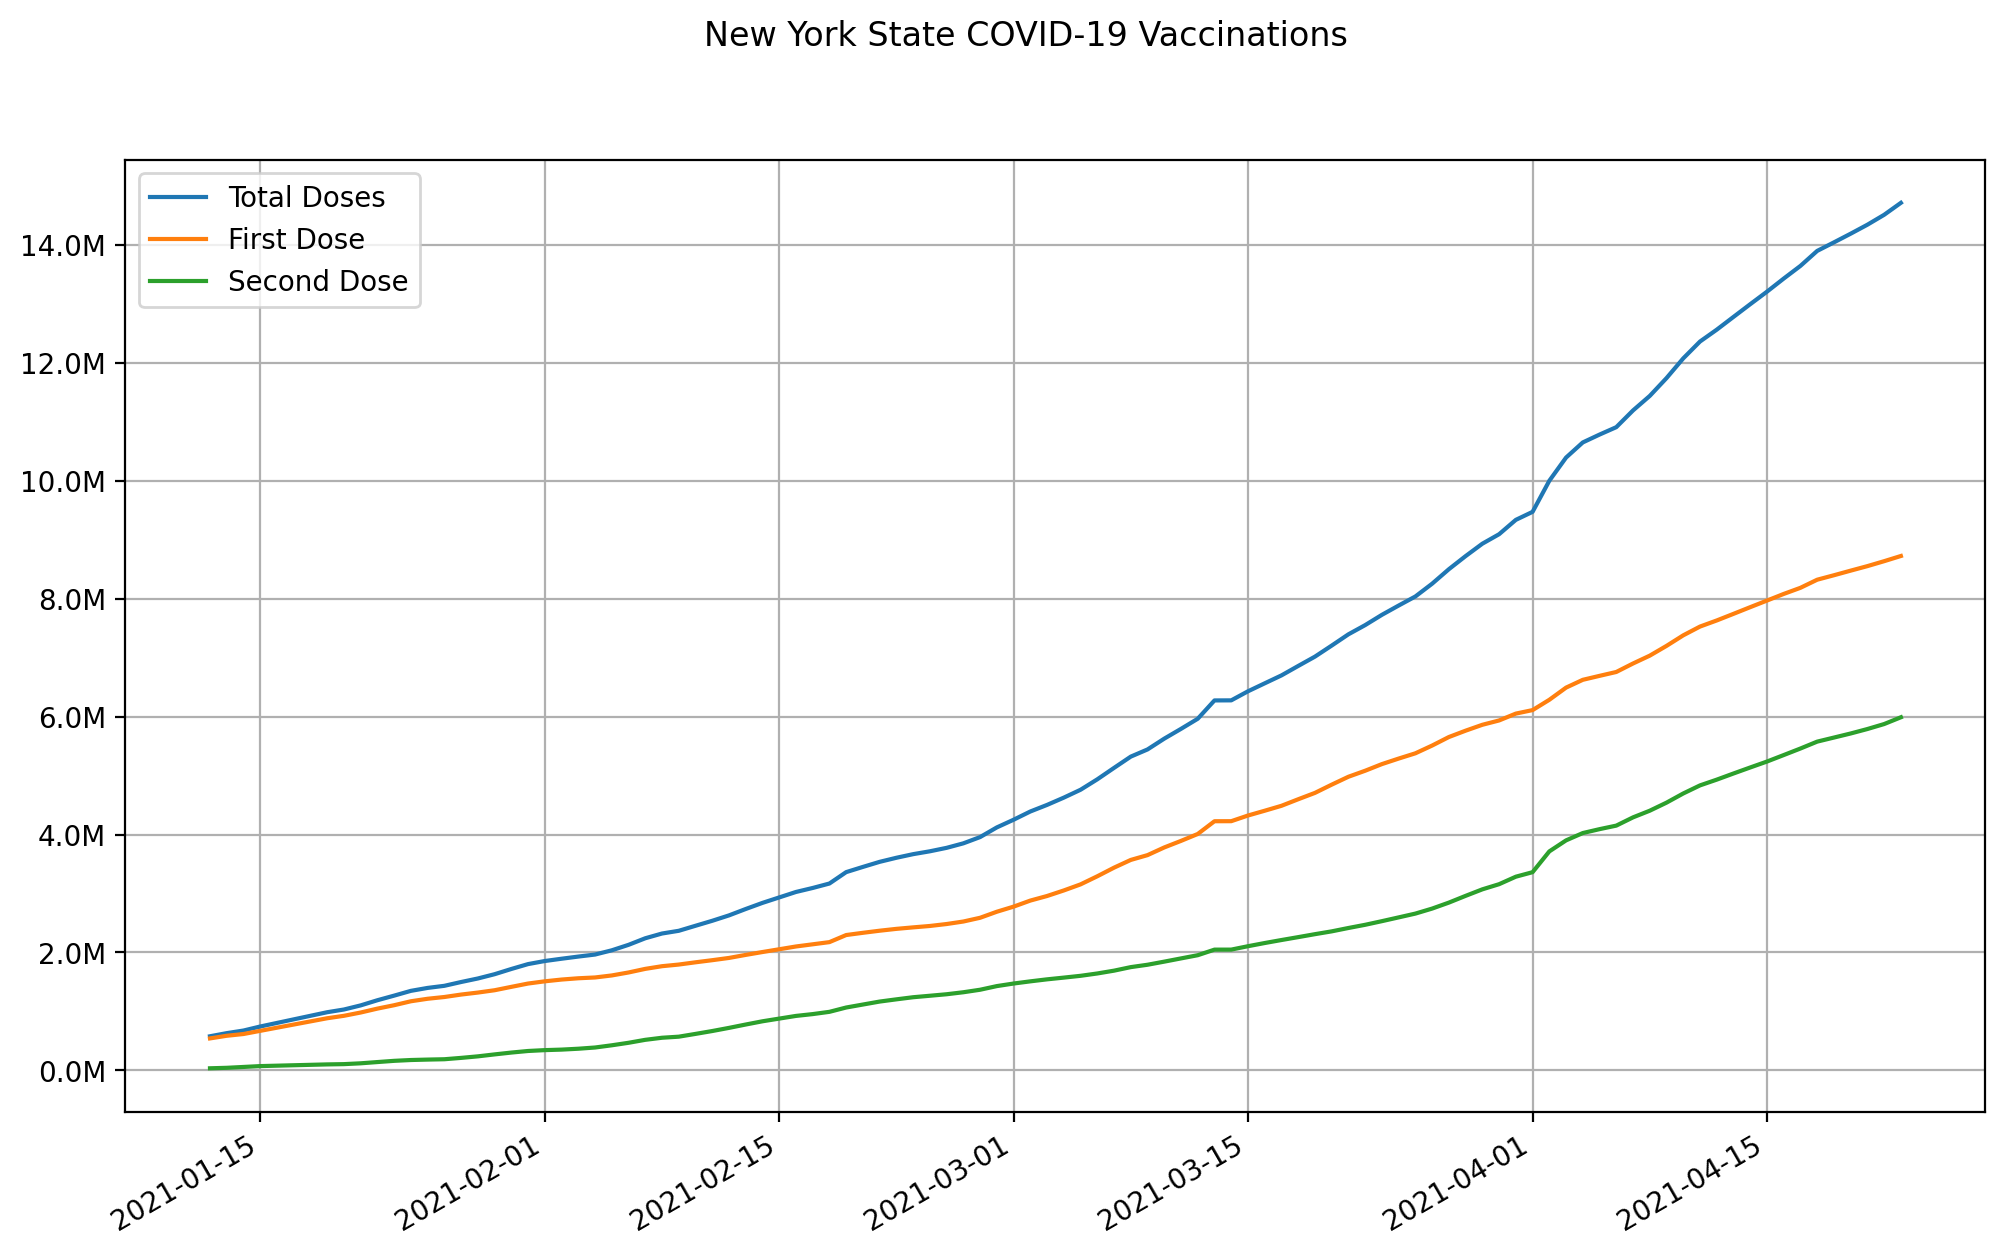 New York State COVID-19 Vaccinations
Total Doses
First Dose
Second Dose
14.0M
12.0M
10.0M
8.0M
6.0M
4.0M
2.0M
0.0M
2021-01-15
2021-02-01
2021-02-15
2021-03-01
2021-03-15
2021-04-01
2021-04-15